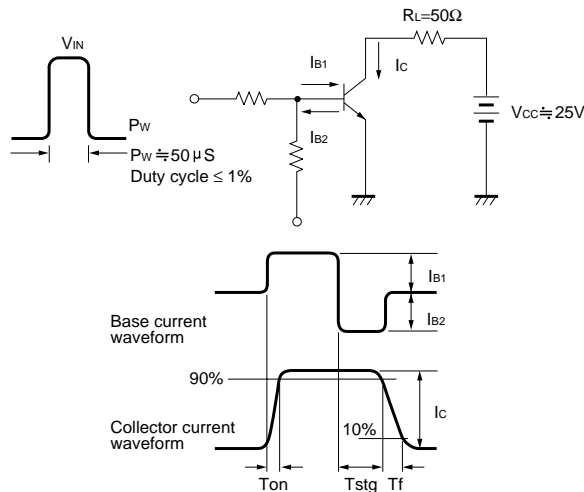 VIN
PW
PW≒50μS
Duty cycle ≤ 1%
RL=50Ω
IB1
IC
IB2
VCC≒25V
IB1
IB2
Base current
waveform
90%
10%
IC
Collector current
waveform
Ton
Tstg
Tf